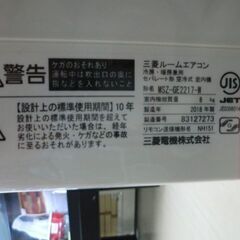 警告
ケガのおそれあり
運転中は吹出口の奥に
指などを入れないこと
【設計上の標準使用期間】10年
設計上の標準使用期間を超えて
お使いいただいた場合は、経年
劣化による発火・ケガなどの事故
に至るおそれがあります。
三菱ルームエアコン
冷房・暖房兼用
セパレート形 空冷式 室内機
形名 MSZ-GE2217-W
室内機質量 8 kg
製造年 2018 年製
製造番号 83127273
リモコン送信機形名 NH151
三菱電機株式会社
JIS
JET